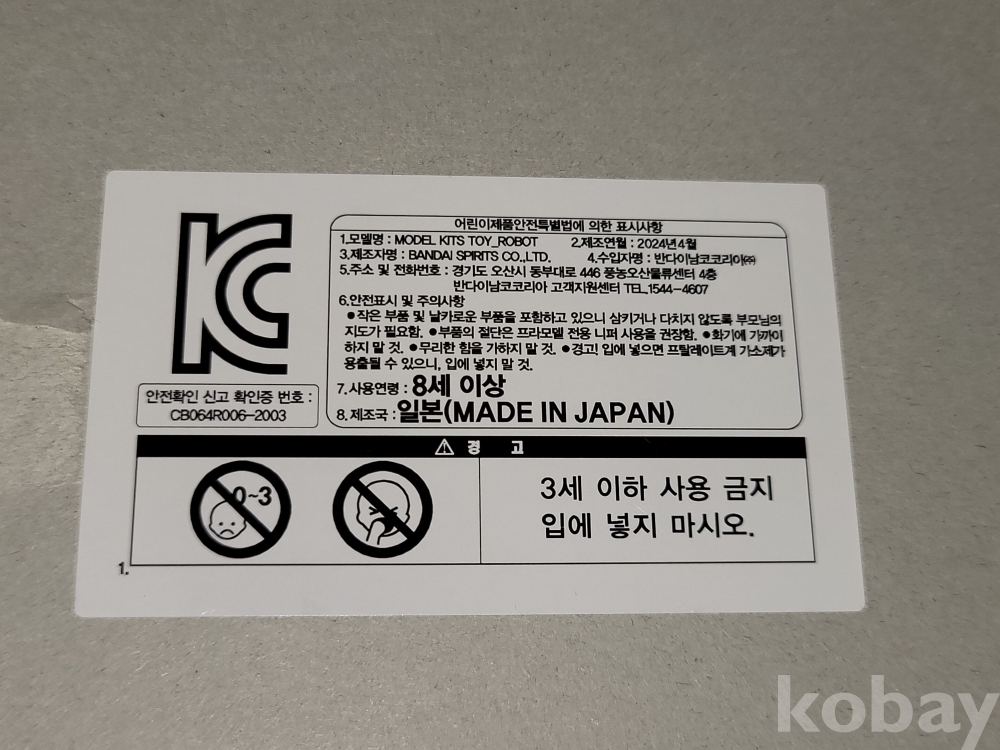 KC
어린이제품안전특별법에 의한 표시사항
1.모델명 : MODEL KITS TOY_ROBOT 2.제조연월 : 2024년 4월
3.제조자명 : BANDAI SPIRITS CO.,LTD. 4.수입자명 : 반다이남코코리아㈜
5.주소 및 전화번호 : 경기도 오산시 동부대로 446 풍농오산물류센터 4층
반다이남코코리아 고객지원센터 TEL.1544-4607
6.안전표시 및 주의사항
●작은 부품 및 날카로운 부품을 포함하고 있으니 삼키거나 다치지 않도록 부모님의
지도가 필요함. ●부품의 절단은 프라모델 전용 니퍼 사용을 권장함. ●화기에 가까이
하지 말 것. ●무리한 힘을 가하지 말 것. ●경고! 입에 넣으면 프탈레이트계 가소제가
용출될 수 있으니, 입에 넣지 말 것.
7.사용연령 : 8세 이상
8.제조국 : 일본(MADE IN JAPAN)
안전확인 신고 확인증 번호 :
CB064R006-2003
⚠ 경 고
0~3
3세 이하 사용 금지
입에 넣지 마시오.
1.
kobay